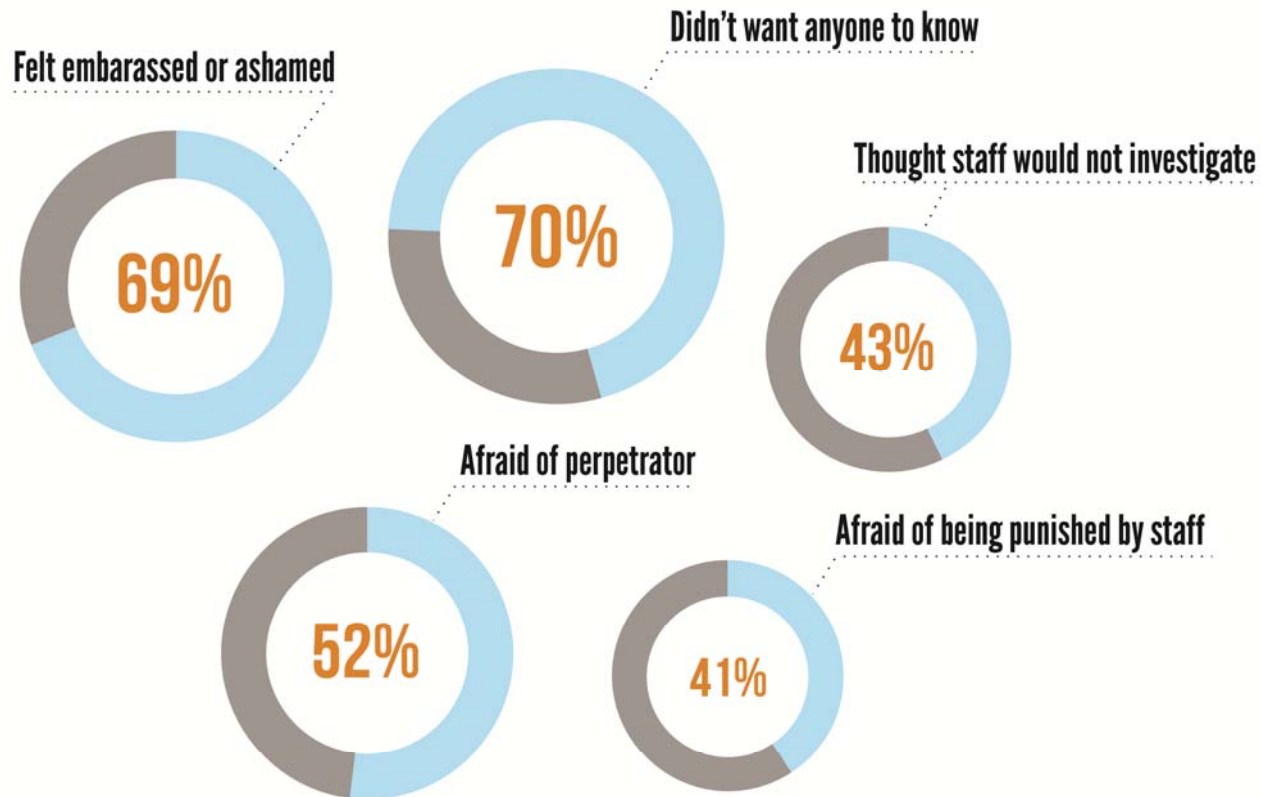 Didn't want anyone to know
Felt embarassed or ashamed
Thought staff would not investigate
69%
70%
43%
Afraid of perpetrator
Afraid of being punished by staff
52%
41%